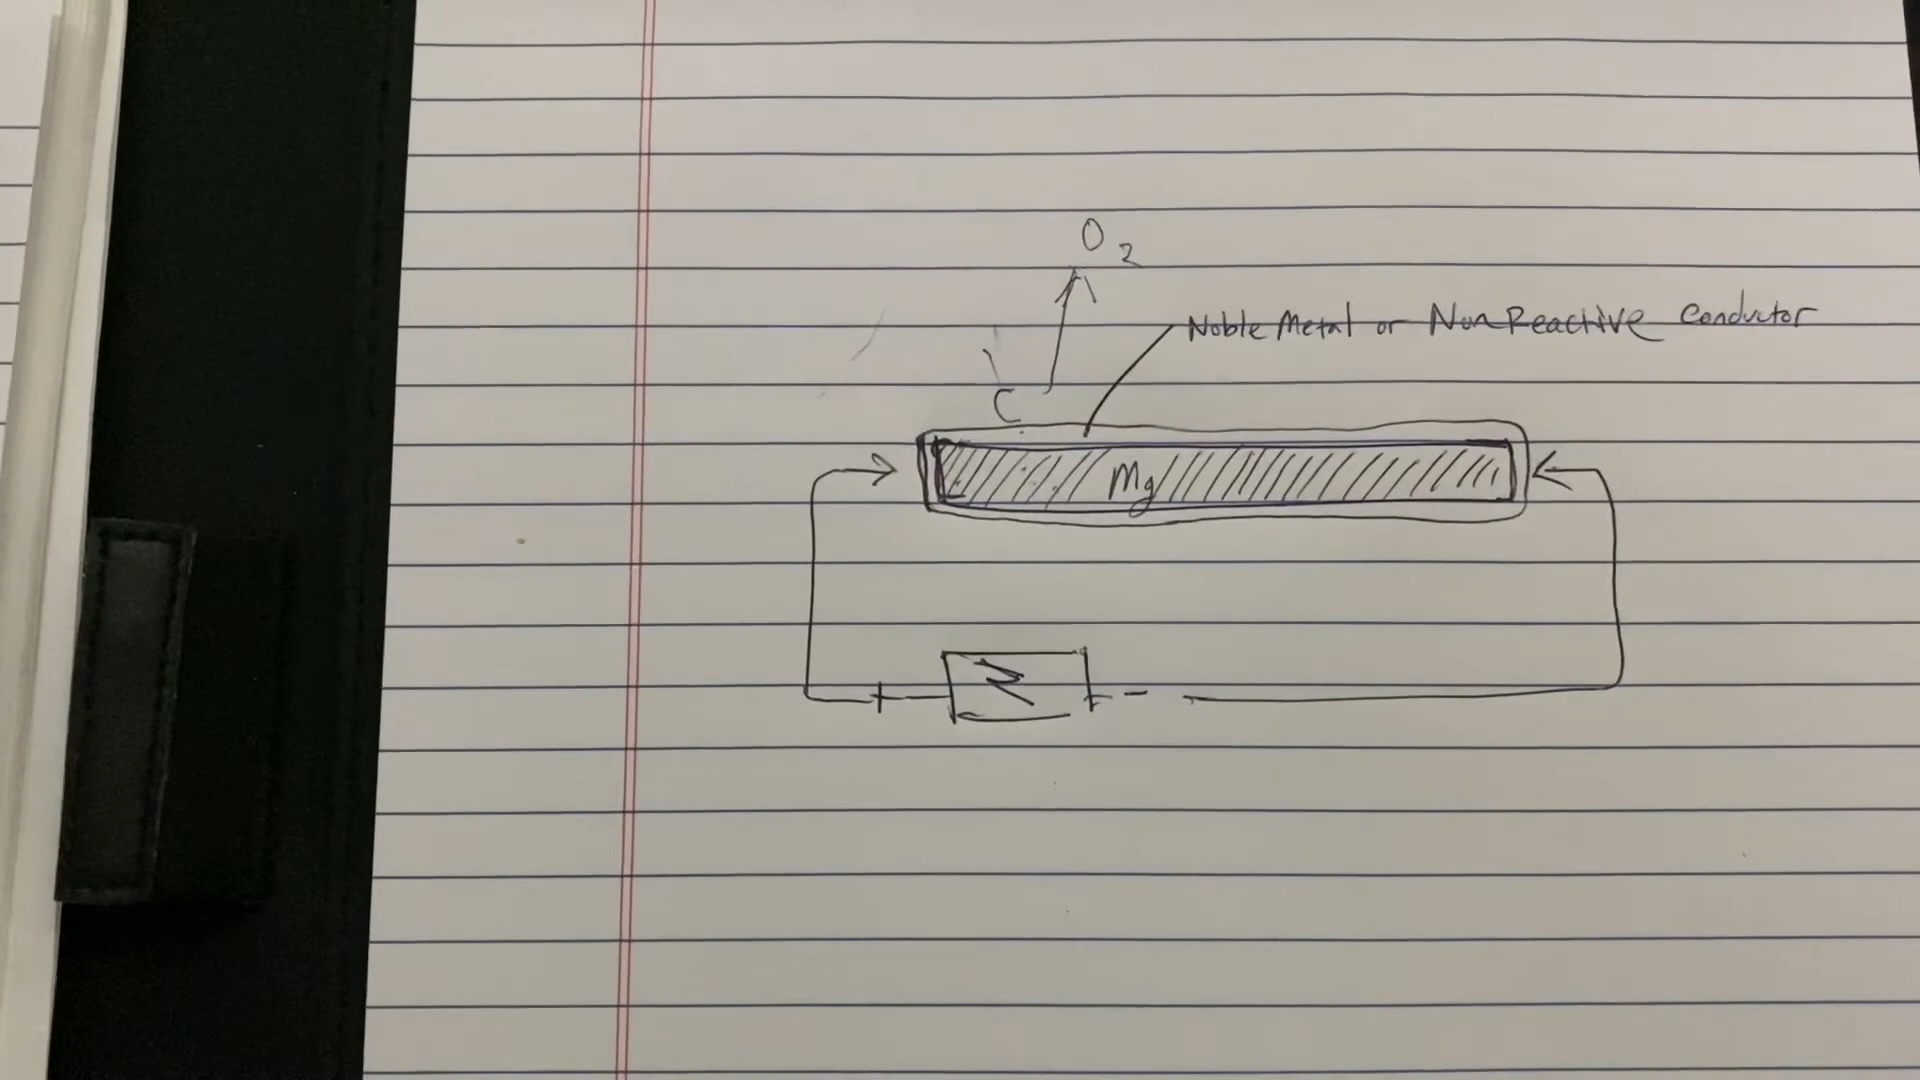 O2
Noble Metal or Non Reactive Conductor
C
Mg
+ -